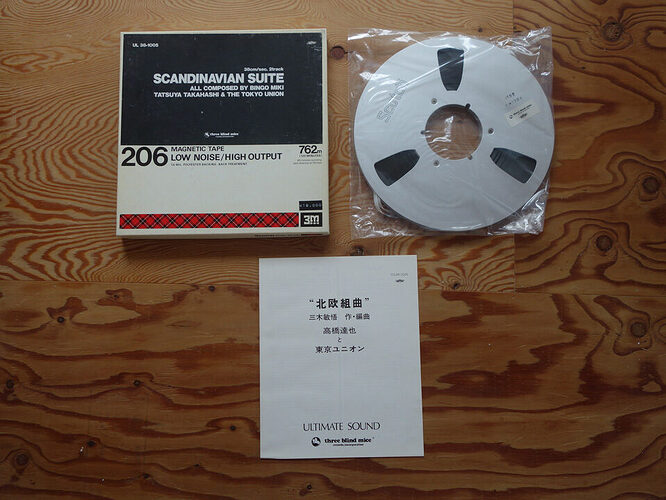 UL 38-1005
38cm/sec. 2track
SCANDINAVIAN SUITE
ALL COMPOSED BY BINGO MIKI
TATSUYA TAKAHASHI & THE TOKYO UNION
three blind mice
206
MAGNETIC TAPE
LOW NOISE/HIGH OUTPUT
762m
3M
Scotch
"北欧組曲"
三木敏悟 作・編曲
高橋達也
と
東京ユニオン
ULTIMATE SOUND
three blind mice